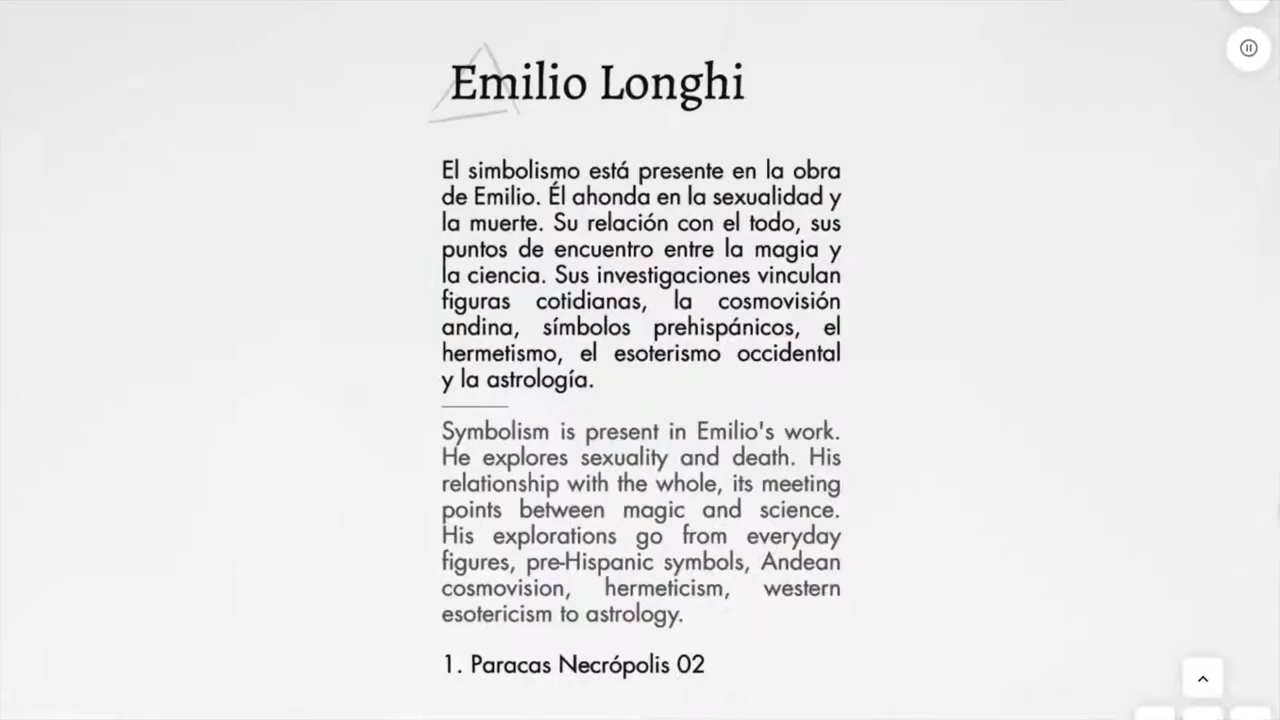 Emilio Longhi
El simbolismo está presente en la obra
de Emilio. Él ahonda en la sexualidad y
la muerte. Su relación con el todo, sus
puntos de encuentro entre la magia y
la ciencia. Sus investigaciones vinculan
figuras cotidianas, la cosmovisión
andina, símbolos prehispánicos, el
hermetismo, el esoterismo occidental
y la astrología.
Symbolism is present in Emilio's work.
He explores sexuality and death. His
relationship with the whole, its meeting
points between magic and science.
His explorations go from everyday
figures, pre-Hispanic symbols, Andean
cosmovision, hermeticism, western
esotericism to astrology.
1. Paracas Necrópolis 02